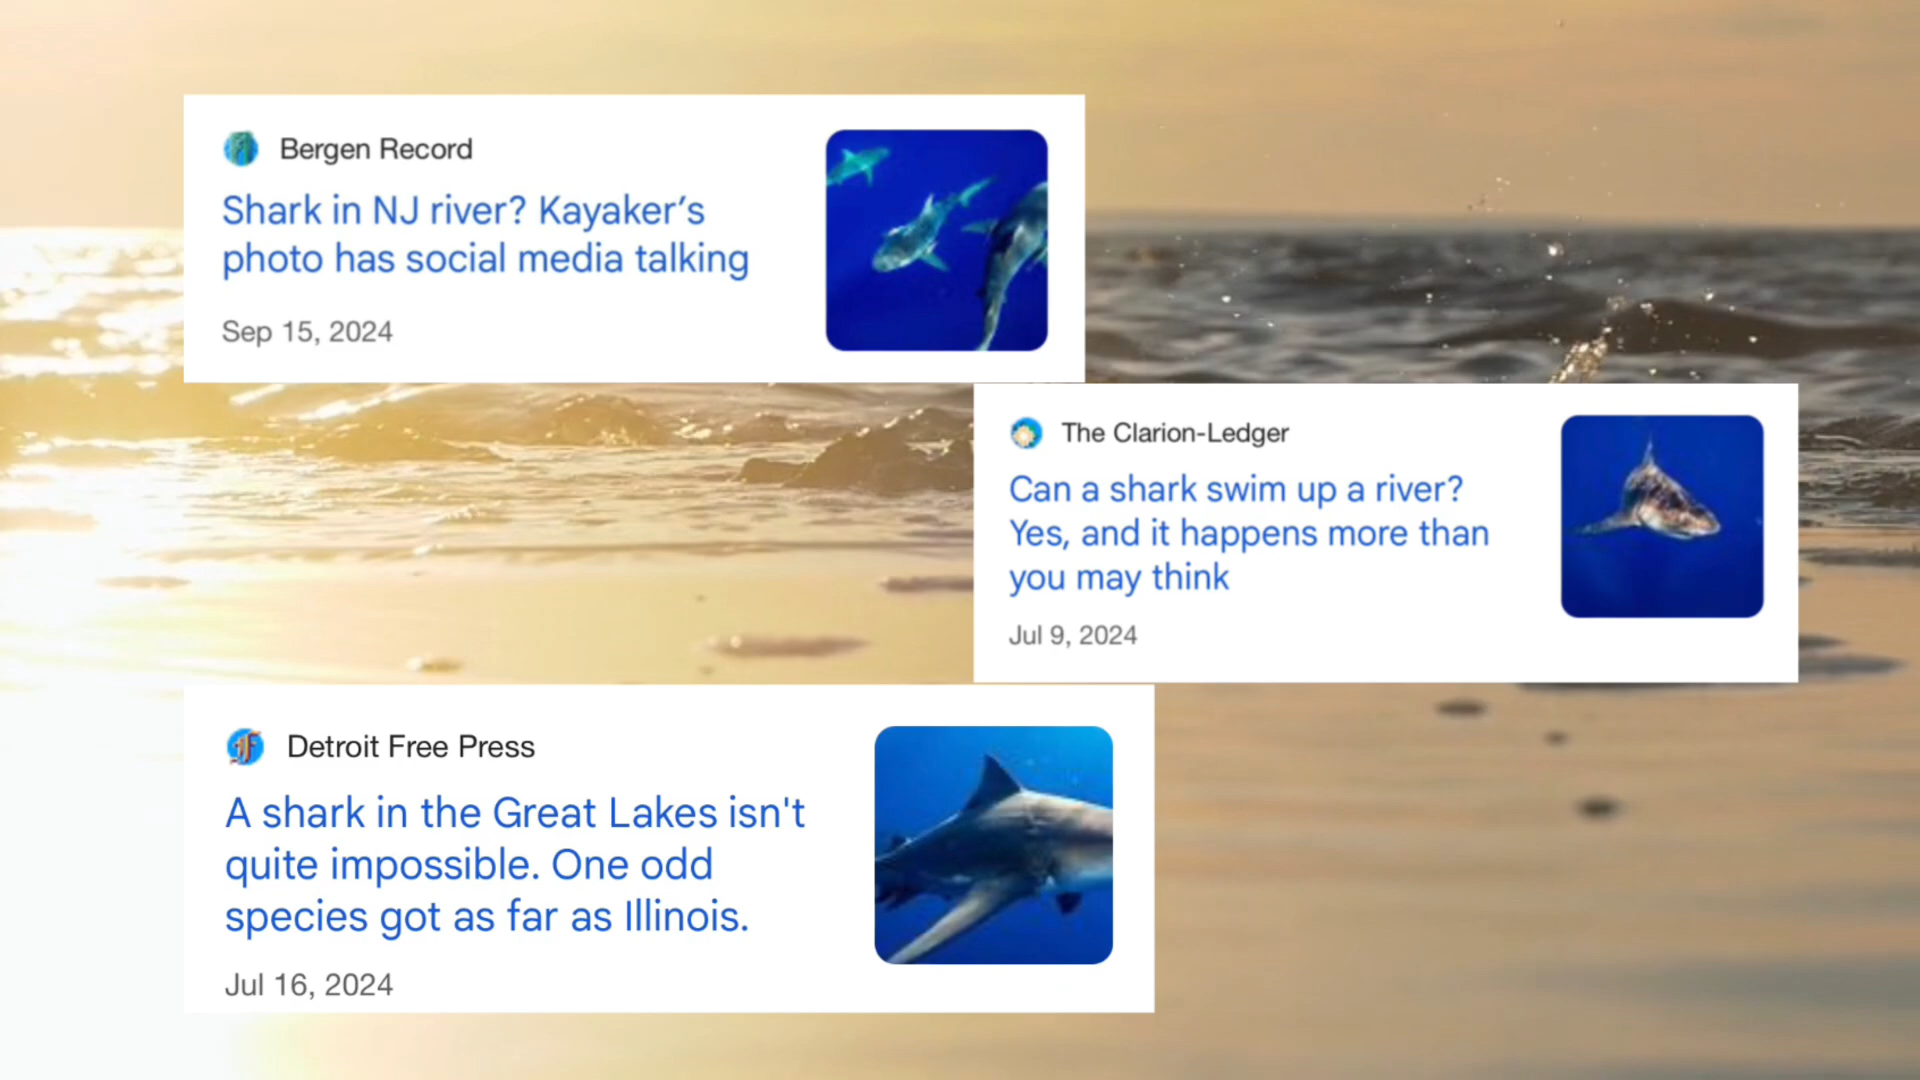 Bergen Record
Shark in NJ river? Kayaker’s
photo has social media talking
Sep 15, 2024
The Clarion-Ledger
Can a shark swim up a river?
Yes, and it happens more than
you may think
Jul 9, 2024
Detroit Free Press
A shark in the Great Lakes isn't
quite impossible. One odd
species got as far as Illinois.
Jul 16, 2024